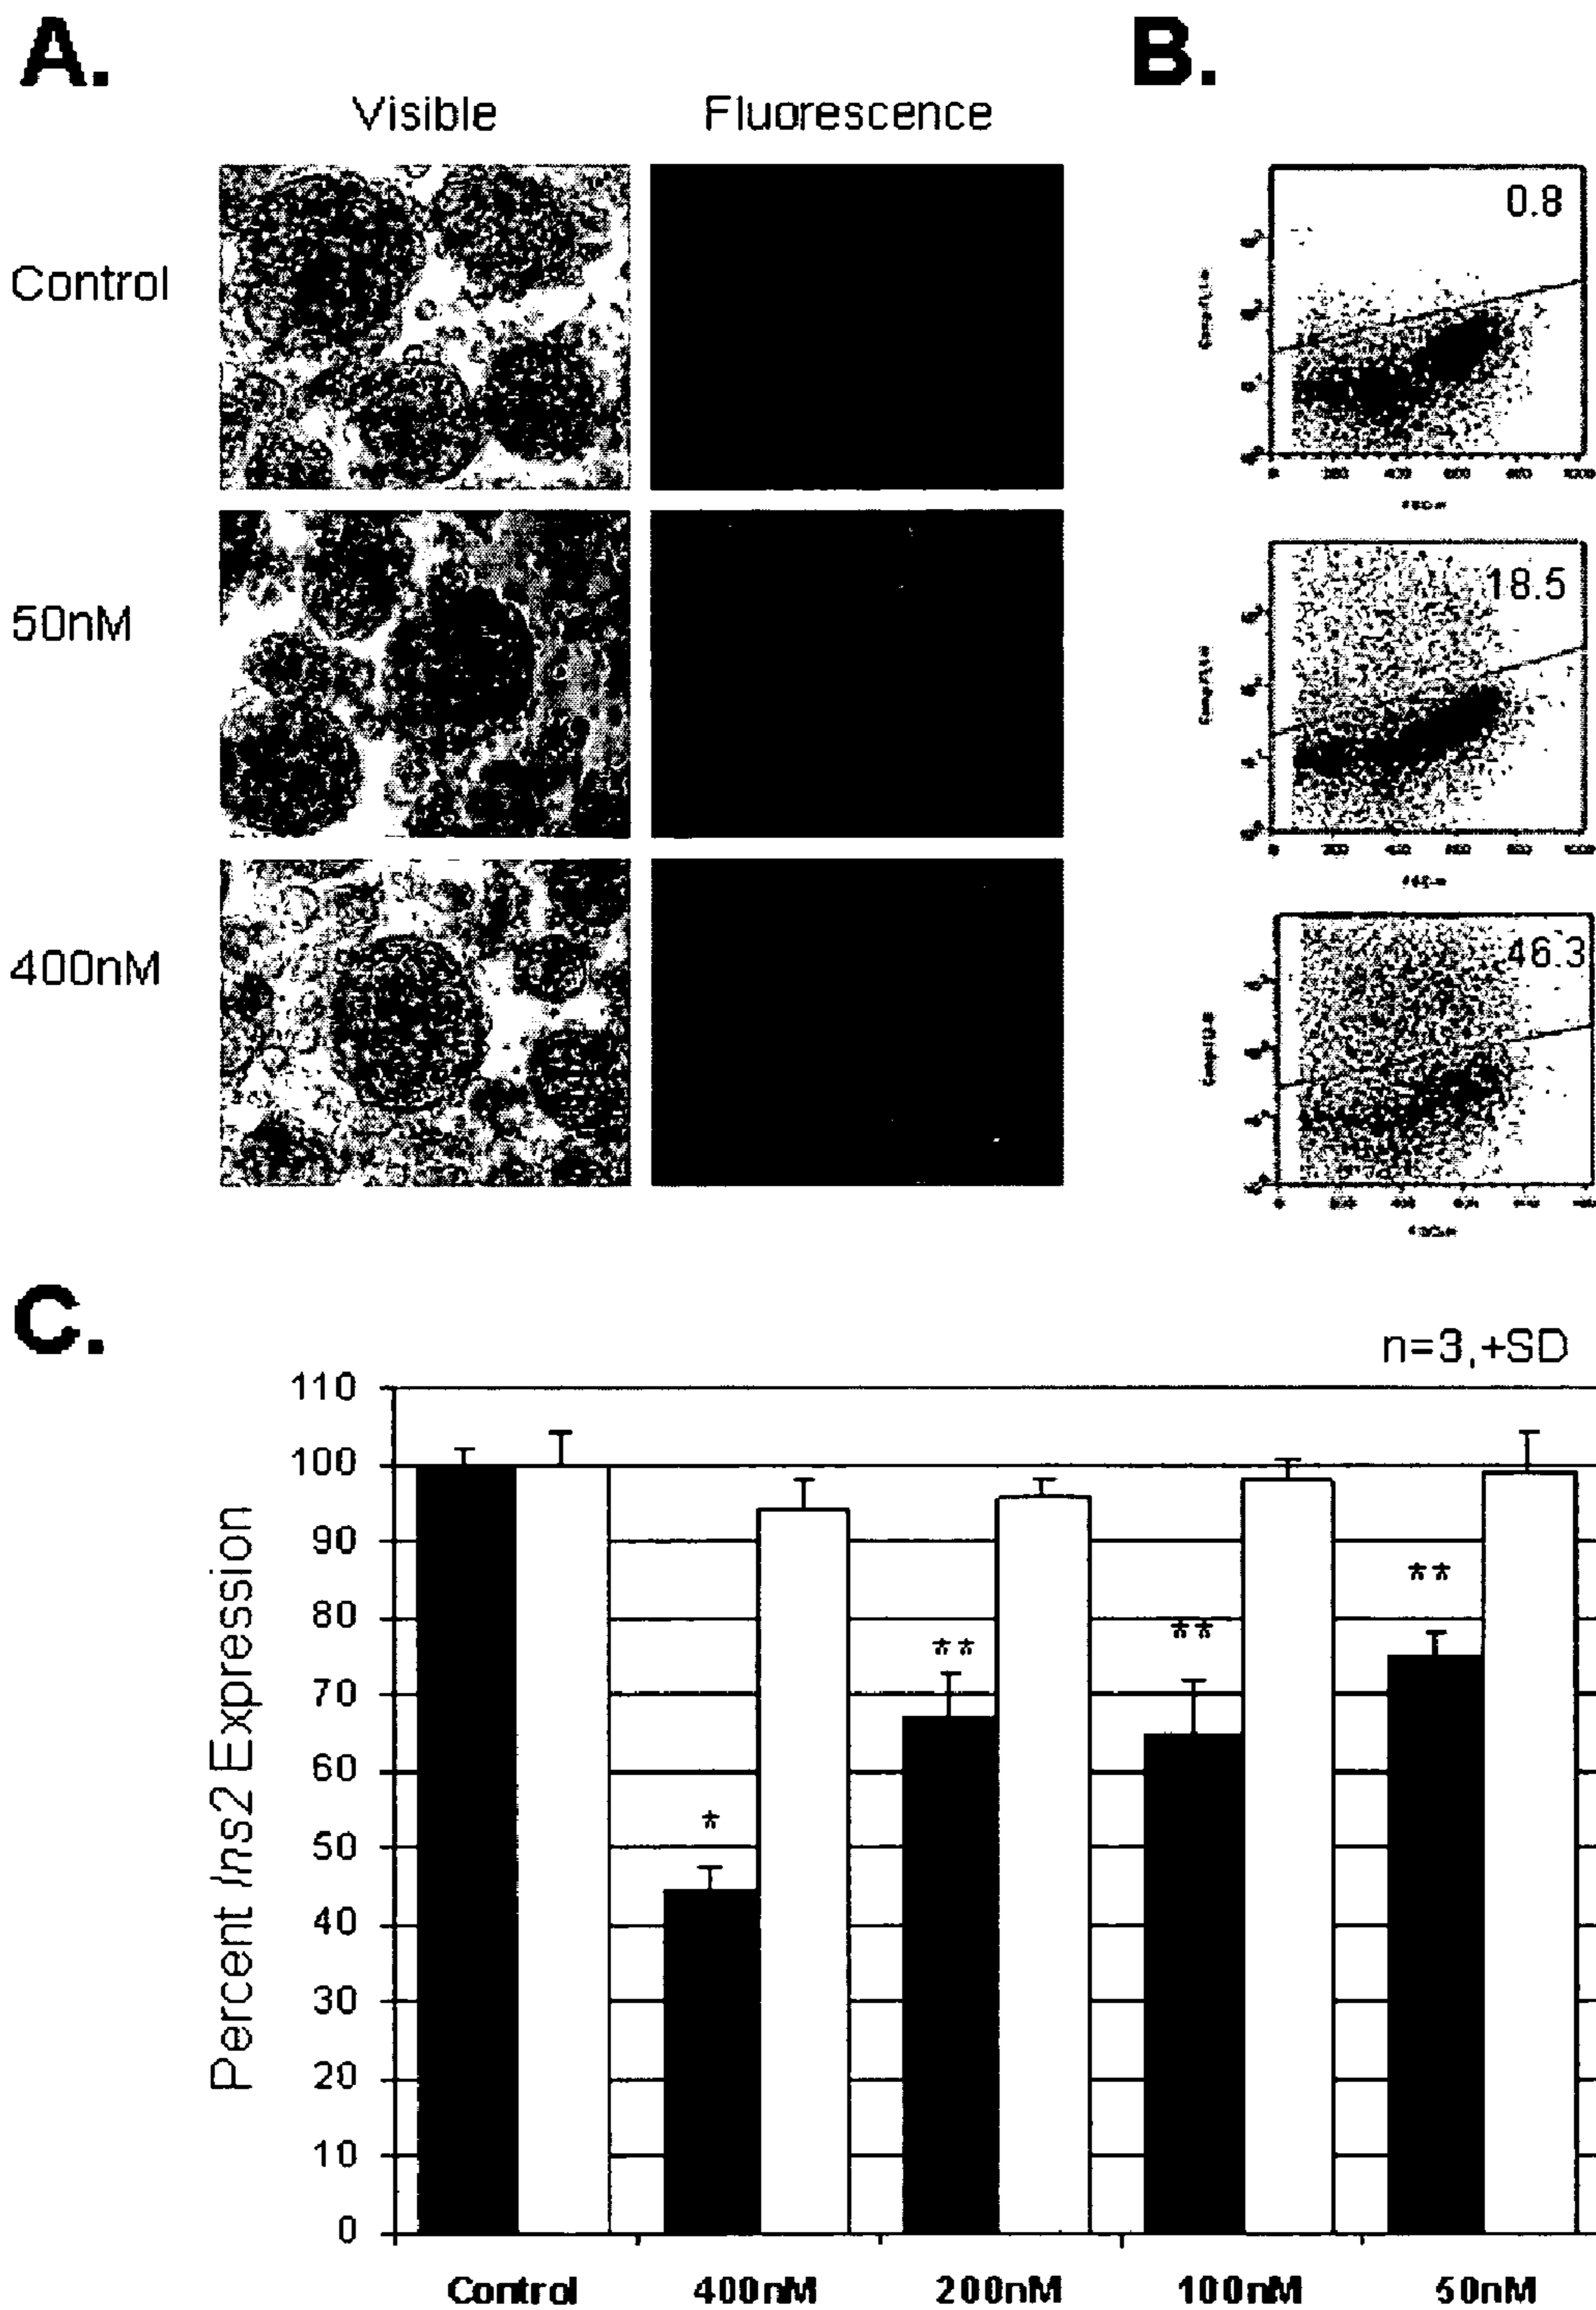 A.
B.
Visible Fluorescence
Control
50nM
400nM
0.8
18.5
46.3
C.
n=3,+SD
Percent Ins2 Expression
110
100
90
80
70
60
50
40
30
20
10
0
*
**
**
**
Control 400nM 200nM 100nM 50nM